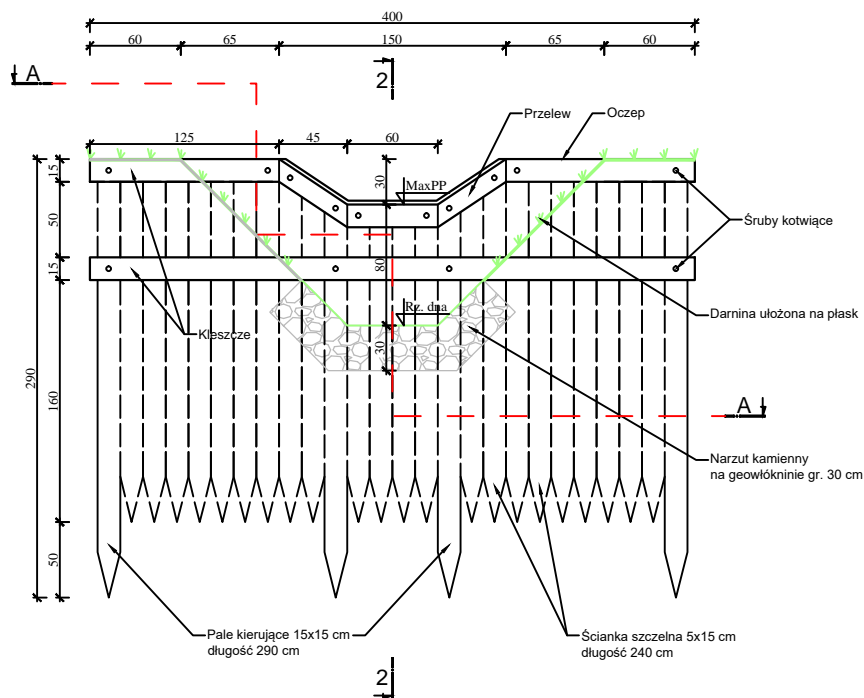 400
60 65 150 65 60
A
2
Przelew
Oczep
125 45 60
15
30
MaxPP
50
Śruby kotwiące
15
80
Rz. dna
Darnina ułożona na płask
Kleszcze
30
290
160
A
Narzut kamienny
na geowłókninie gr. 30 cm
50
Pale kierujące 15x15 cm
długość 290 cm
Ścianka szczelna 5x15 cm
długość 240 cm
2